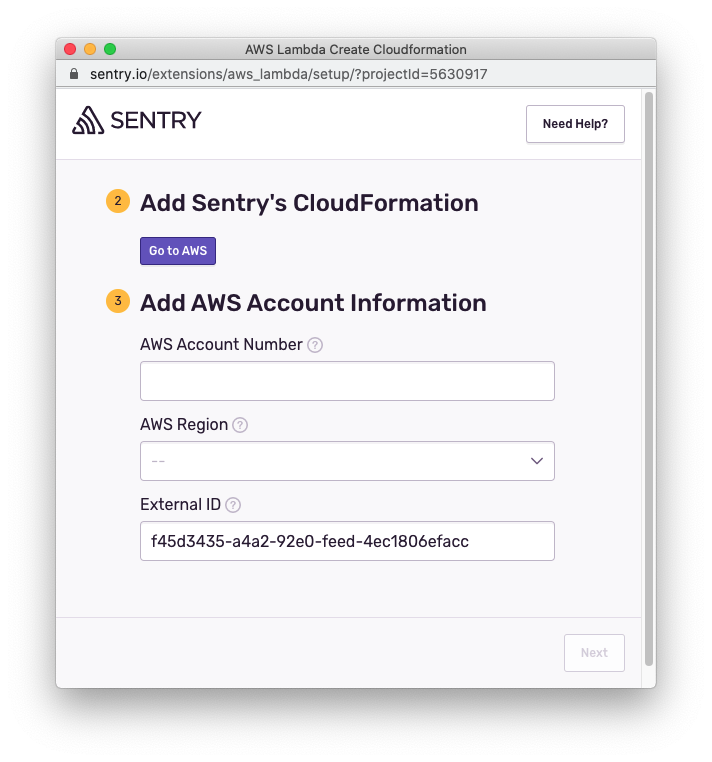 AWS Lambda Create Cloudformation
sentry.io/extensions/aws_lambda/setup/?projectId=5630917
SENTRY
Need Help?
2 Add Sentry's CloudFormation
Go to AWS
3 Add AWS Account Information
AWS Account Number ?
AWS Region ?
--
External ID ?
f45d3435-a4a2-92e0-feed-4ec1806efacc
Next